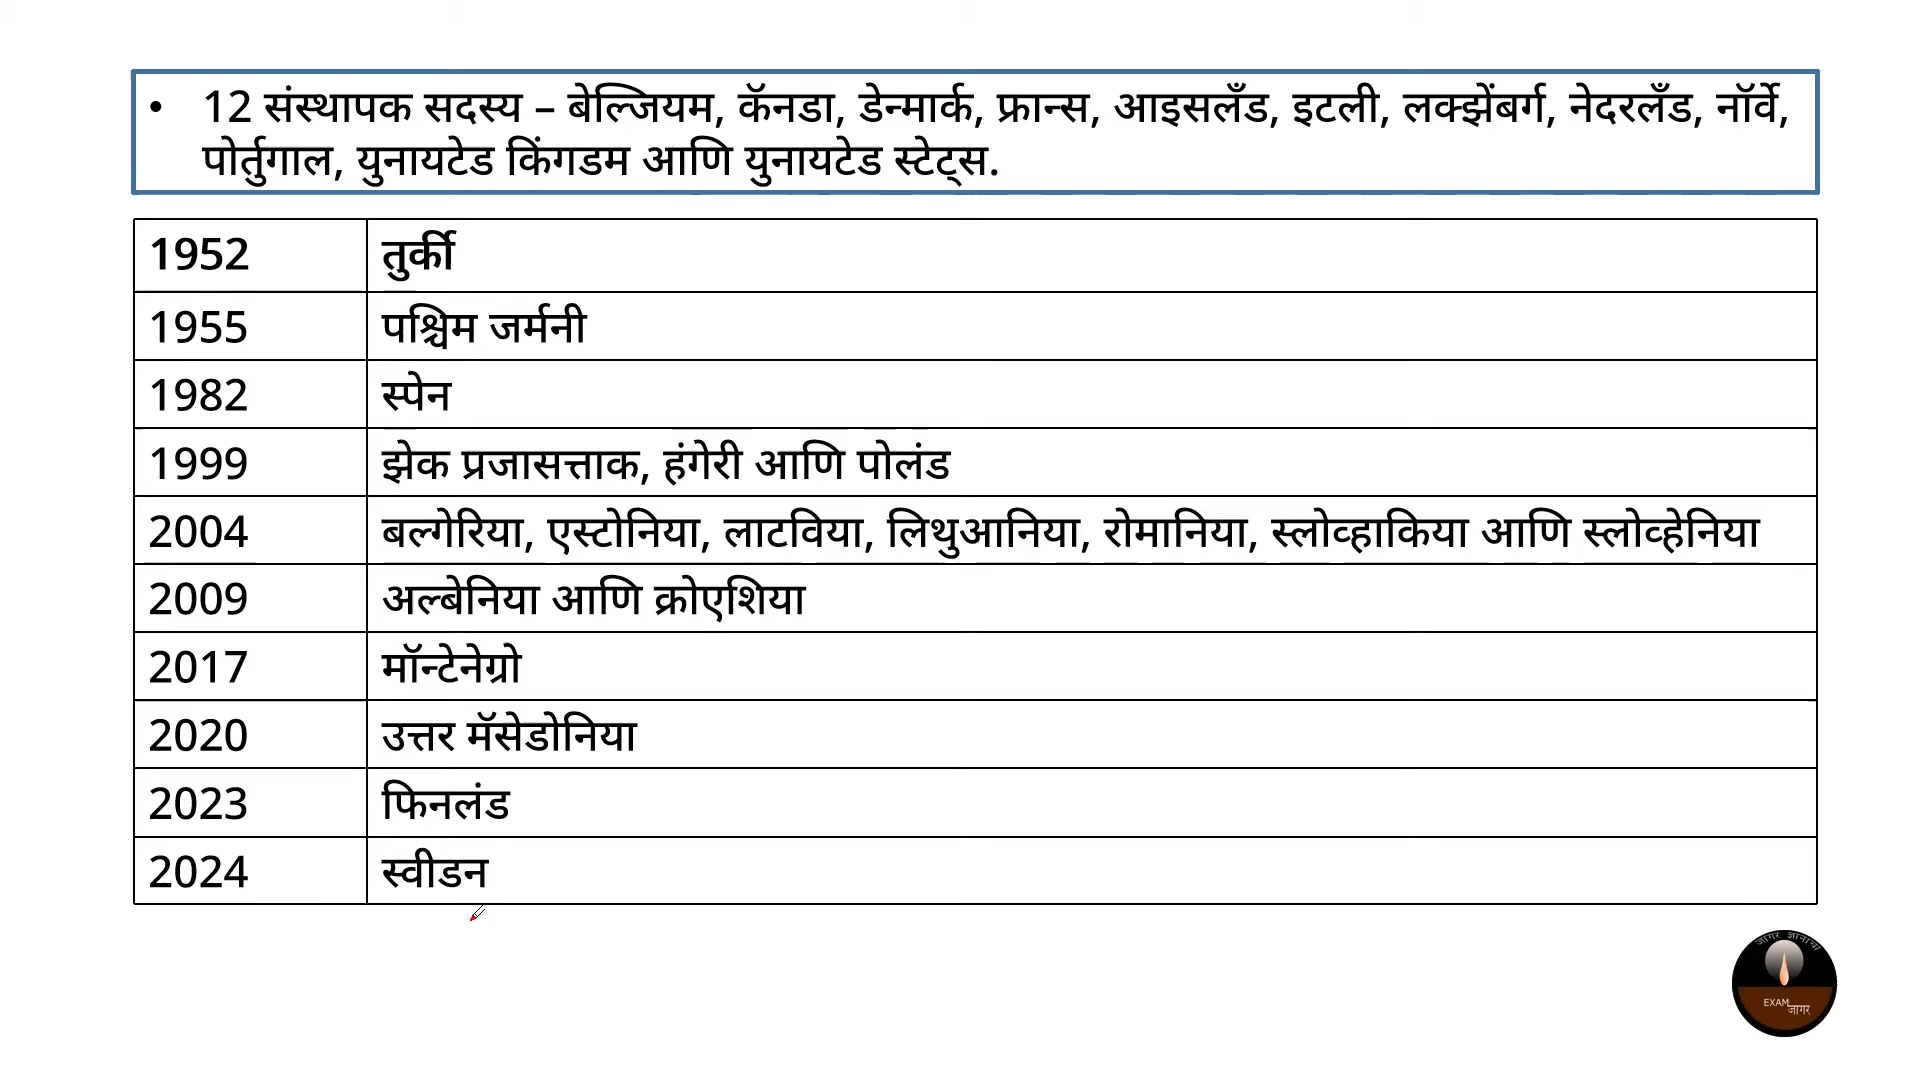 • 12 संस्थापक सदस्य – बेल्जियम, कॅनडा, डेन्मार्क, फ्रान्स, आइसलँड, इटली, लक्झेंबर्ग, नेदरलँड, नॉर्वे,
पोर्तुगाल, युनायटेड किंगडम आणि युनायटेड स्टेट्स.
1952 तुर्की
1955 पश्चिम जर्मनी
1982 स्पेन
1999 झेक प्रजासत्ताक, हंगेरी आणि पोलंड
2004 बल्गेरिया, एस्टोनिया, लाटविया, लिथुआनिया, रोमानिया, स्लोव्हाकिया आणि स्लोव्हेनिया
2009 अल्बेनिया आणि क्रोएशिया
2017 मॉन्टेनेग्रो
2020 उत्तर मॅसेडोनिया
2023 फिनलंड
2024 स्वीडन
जागर ज्ञानाचा
EXAM
जागर